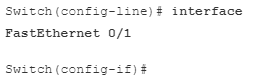 Switch(config-line)# interface
FastEthernet 0/1
Switch(config-if)#